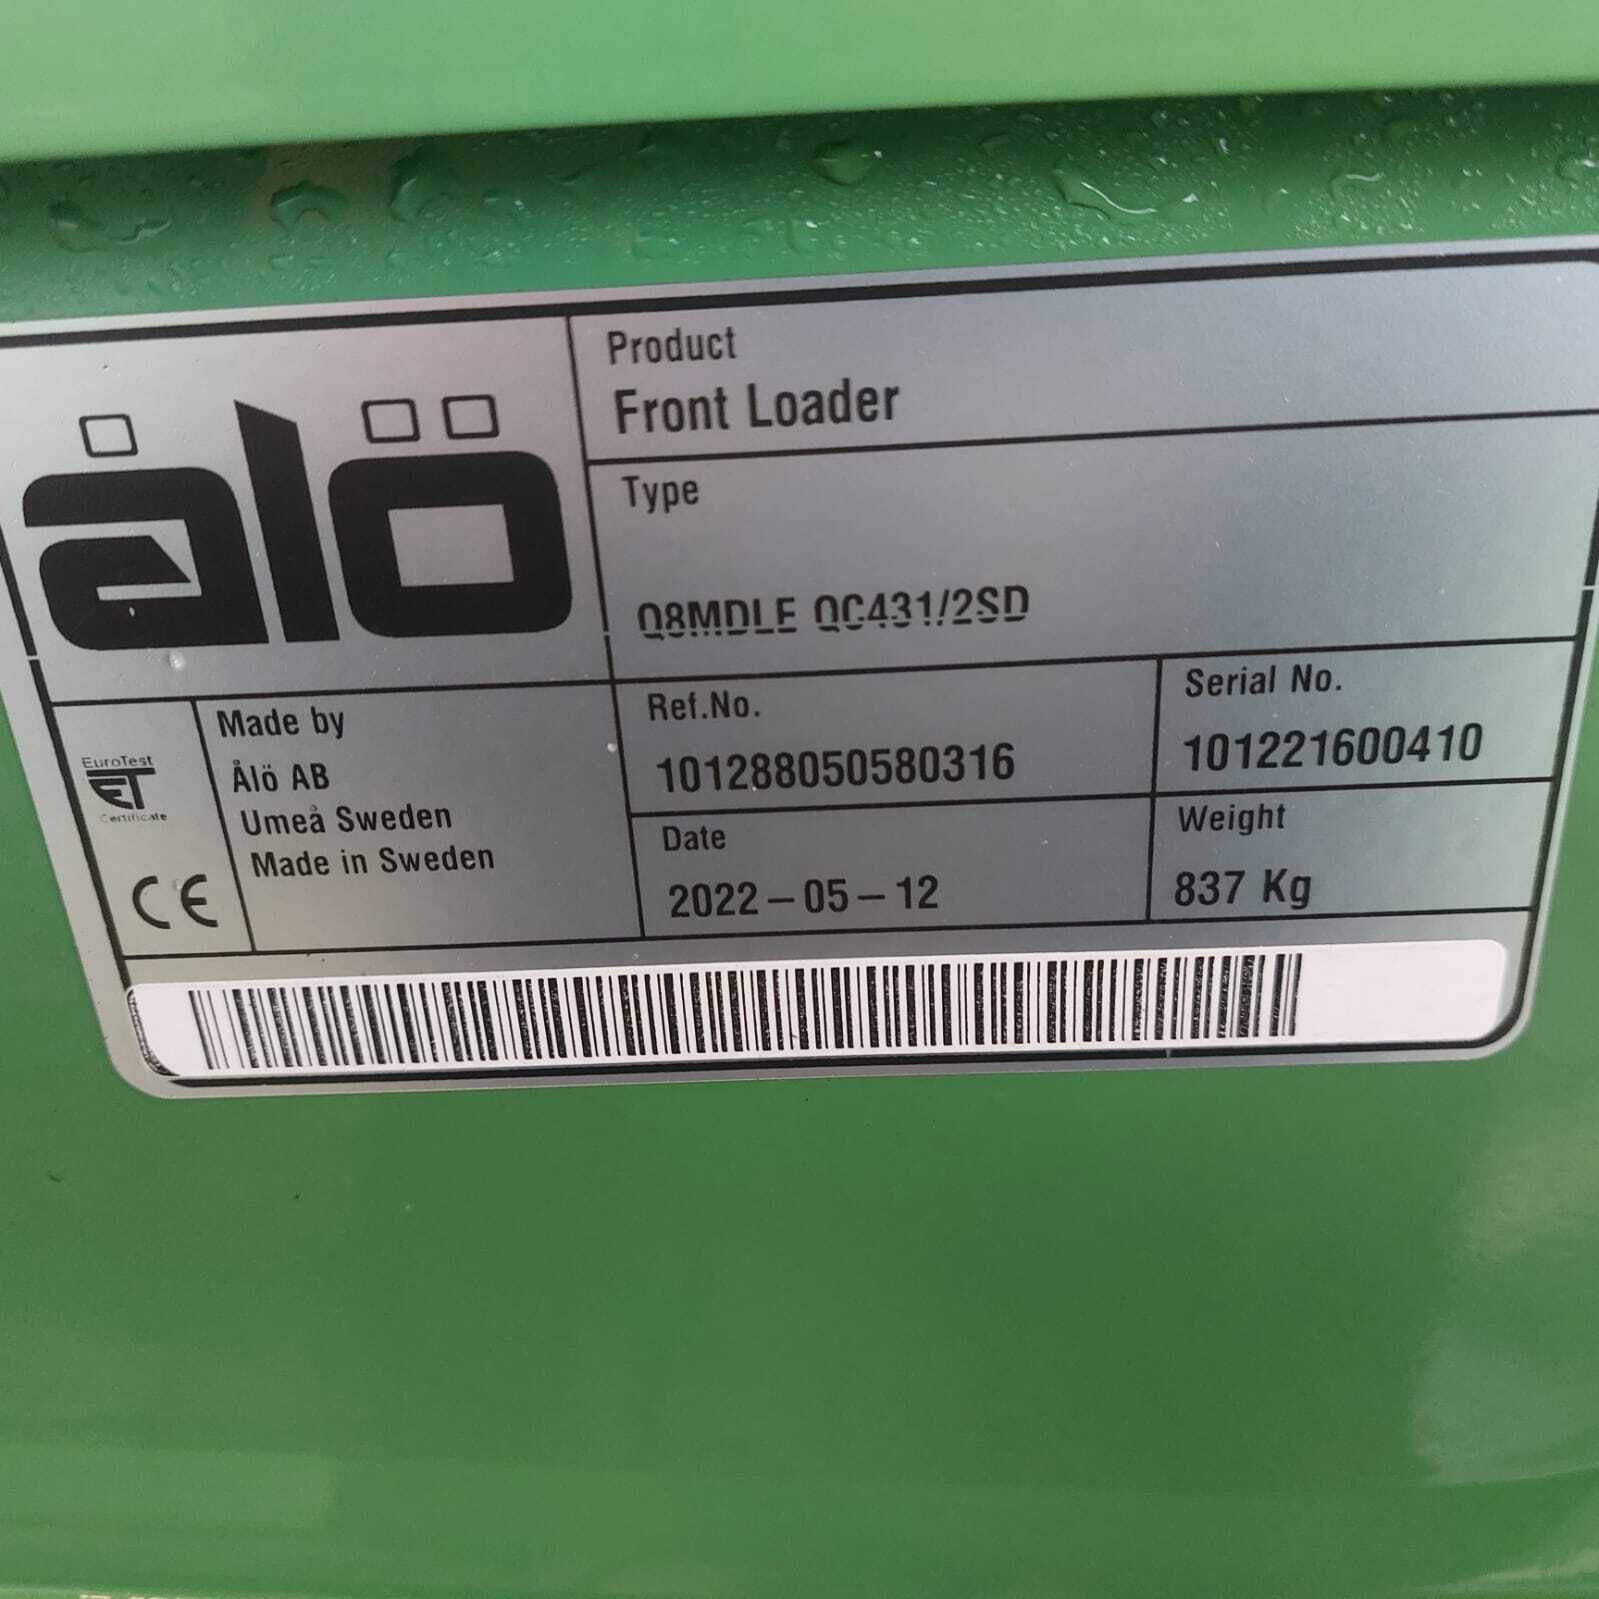 ålö
Product
Front Loader
Type
Q8MDLE QC431/2SD
EuroTest
ET
Certificate
CE
Made by
Ålö AB
Umeå Sweden
Made in Sweden
Ref.No.
101288050580316
Serial No.
101221600410
Date
2022-05-12
Weight
837 Kg